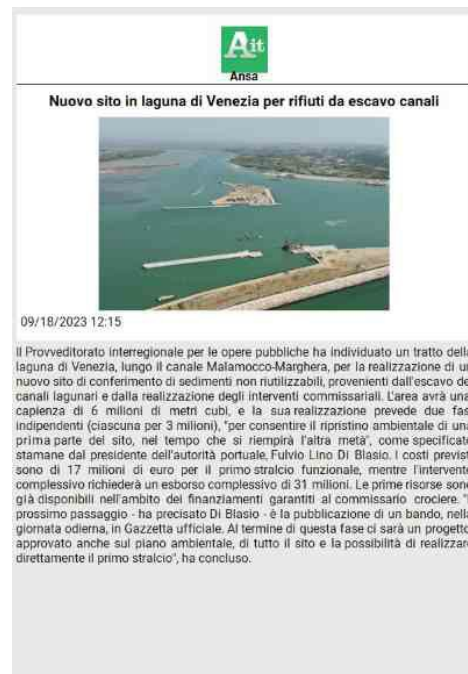 Ait
Ansa
Nuovo sito in laguna di Venezia per rifiuti da escavo canali
09/18/2023 12:15
Il Provveditorato interregionale per le opere pubbliche ha individuato un tratto della
laguna di Venezia, lungo il canale Malamocco-Marghera, per la realizzazione di un
nuovo sito di conferimento di sedimenti non riutilizzabili, provenienti dall'escavo dei
canali lagunari e dalla realizzazione degli interventi commissariali. L'area avrà una
capienza di 6 milioni di metri cubi, e la sua realizzazione prevede due fasi
indipendenti (ciascuna per 3 milioni), "per consentire il ripristino ambientale di una
prima parte del sito, nel tempo che si riempirà l'altra metà", come specificato
stamane dal presidente dell'autorità portuale, Fulvio Lino Di Blasio. I costi previsti
sono di 17 milioni di euro per il primo stralcio funzionale, mentre l'intervento
complessivo richiederà un esborso complessivo di 31 milioni. Le prime risorse sono
già disponibili nell'ambito dei finanziamenti garantiti al commissario crociere.
prossimo passaggio - ha precisato Di Blasio - è la pubblicazione di un bando, nella
giornata odierna, in Gazzetta ufficiale. Al termine di questa fase ci sarà un progetto
approvato anche sul piano ambientale, di tutto il sito e la possibilità di realizzare
direttamente il primo stralcio", ha concluso.